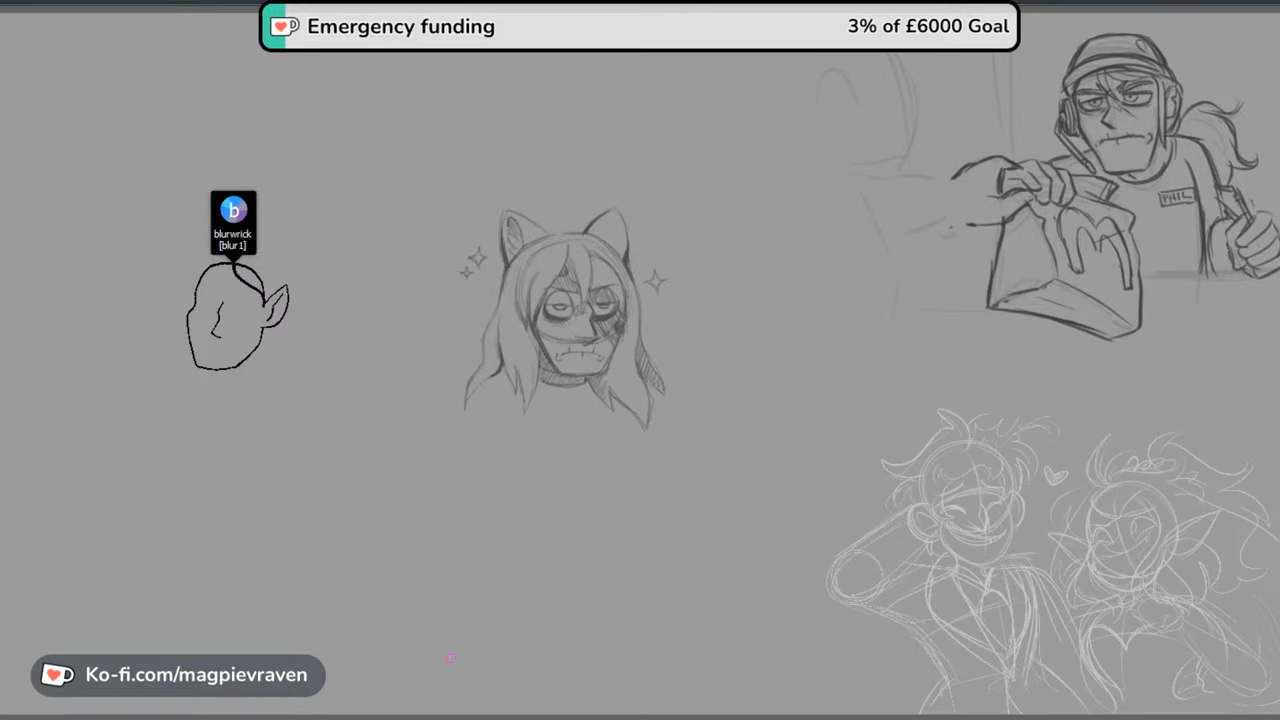 Emergency funding
3% of £6000 Goal
b
blurwrick
[blur1]
PHIL
Ko-fi.com/magpievraven